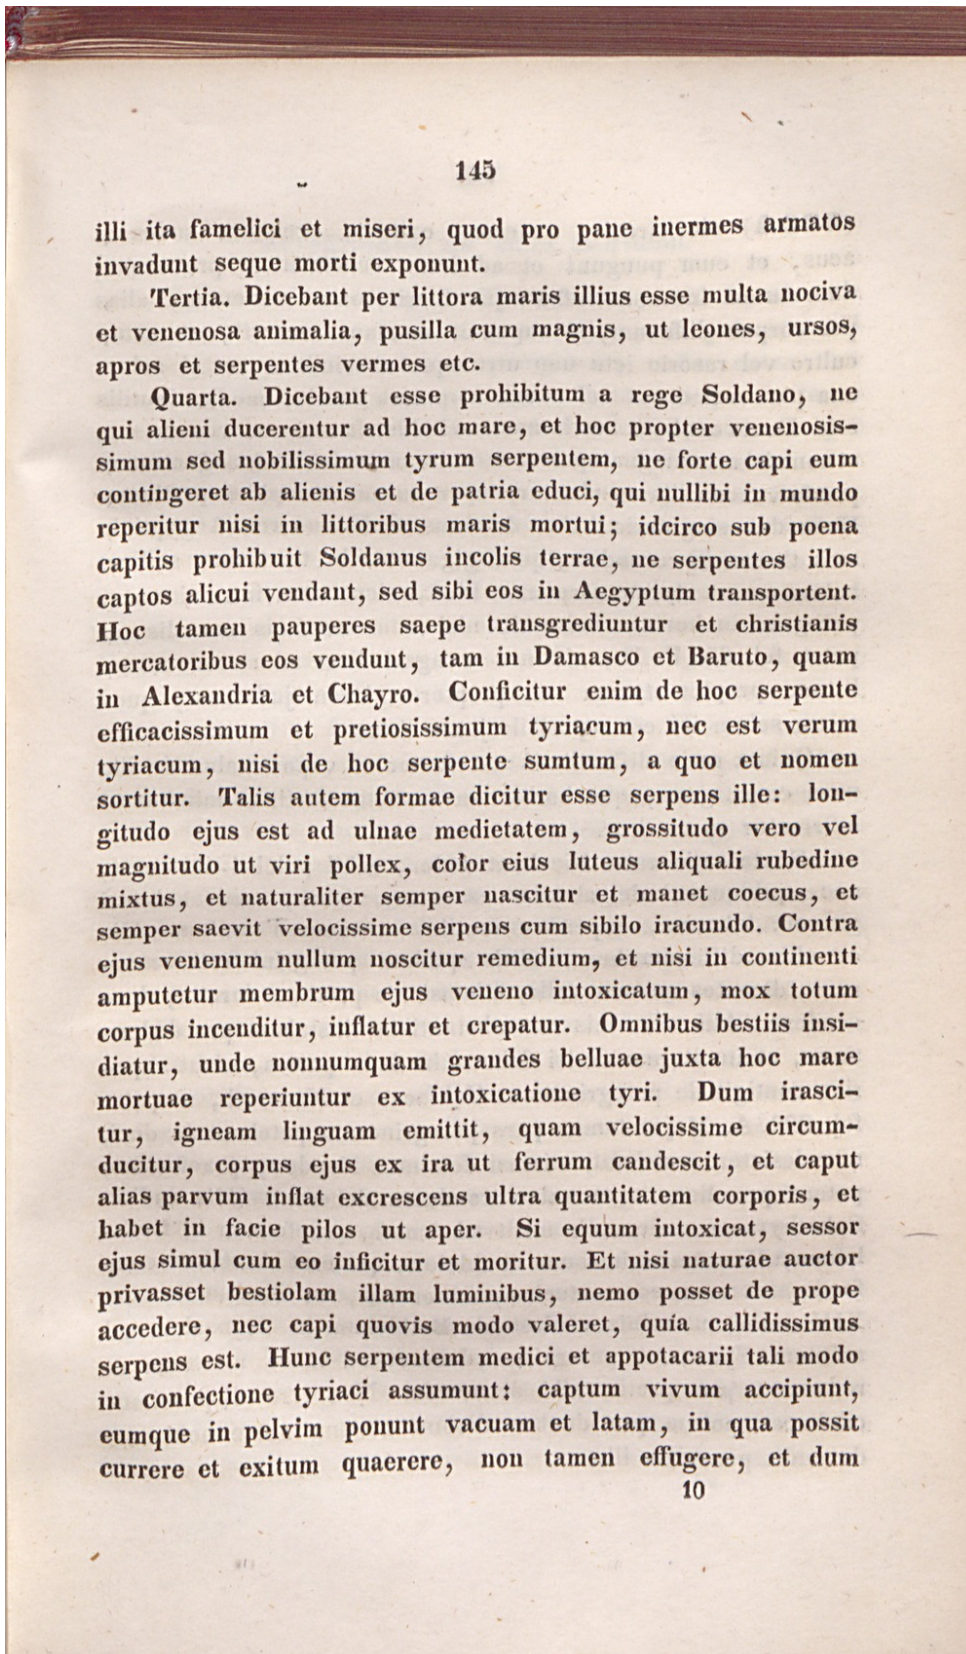 145
illi ita famelici et miseri, quod pro pane inermes armatos
invadunt seque morti exponunt.
Tertia. Dicebant per littora maris illius esse multa nociva
et venenosa animalia, pusilla cum magnis, ut leones, ursos,
apros et serpentes vermes etc.
Quarta. Dicebant esse prohibitum a rege Soldano, ne
qui alieni ducerentur ad hoc mare, et hoc propter venenosis-
simum sed nobilissimum tyrum serpentem, ne forte capi eum
contingeret ab alienis et de patria educi, qui nullibi in mundo
reperitur nisi in littoribus maris mortui; idcirco sub poena
capitis prohibuit Soldanus incolis terrae, ne serpentes illos
captos alicui vendant, sed sibi eos in Aegyptum transportent.
Hoc tamen pauperes saepe transgrediuntur et christianis
mercatoribus eos vendunt, tam in Damasco et Baruto, quam
in Alexandria et Chayro. Conficitur enim de hoc serpente
efficacissimum et pretiosissimum tyriacum, nec est verum
tyriacum, nisi de hoc serpente sumtum, a quo et nomen
sortitur. Talis autem formae dicitur esse serpens ille: lon-
gitudo ejus est ad ulnae medietatem, grossitudo vero vel
magnitudo ut viri pollex, color eius luteus aliquali rubedine
mixtus, et naturaliter semper nascitur et manet coecus, et
semper saevit velocissime serpens cum sibilo iracundo. Contra
ejus venenum nullum noscitur remedium, et nisi in continenti
amputetur membrum ejus veneno intoxicatum, mox totum
corpus incenditur, inflatur et crepatur. Omnibus bestiis insi-
diatur, unde nonnumquam grandes belluae juxta hoc mare
mortuae reperiuntur ex intoxicatione tyri. Dum irasci-
tur, igneam linguam emittit, quam velocissime circum-
ducitur, corpus ejus ex ira ut ferrum candescit, et caput
alias parvum inflat excrescens ultra quantitatem corporis, et
habet in facie pilos ut aper. Si equum intoxicat, sessor
ejus simul cum eo inficitur et moritur. Et nisi naturae auctor
privasset bestiolam illam luminibus, nemo posset de prope
accedere, nec capi quovis modo valeret, quia callidissimus
serpens est. Hunc serpentem medici et appotacarii tali modo
in confectione tyriaci assumunt: captum vivum accipiunt,
eumque in pelvim ponunt vacuam et latam, in qua possit
currere et exitum quaerere, non tamen effugere, et dum
10